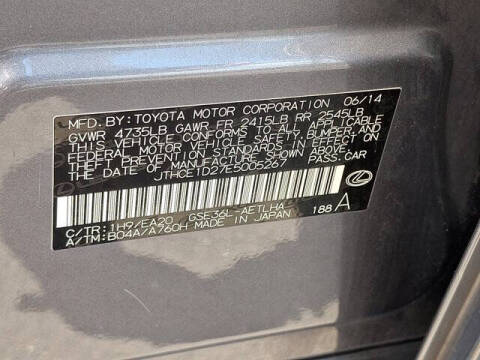 MFD.BY:TOYOTA MOTOR CORPORATION 06/14
GVWR 4735LB GAWR FR 2415LB RR 2545LB
THIS VEHICLE CONFORMS TO ALL APPLICABLE
FEDERAL MOTOR VEHICLE SAFETY, BUMPER, AND
THEFT PREVENTION STANDARDS IN EFFECT ON
THE DATE OF MANUFACTURE SHOWN ABOVE.
JTHCE1D27E5005267 PASS.CAR
C/TR:1H9/EA20 GSE36L-AETLHA
A/TM:B04A/A760H MADE IN JAPAN 188A